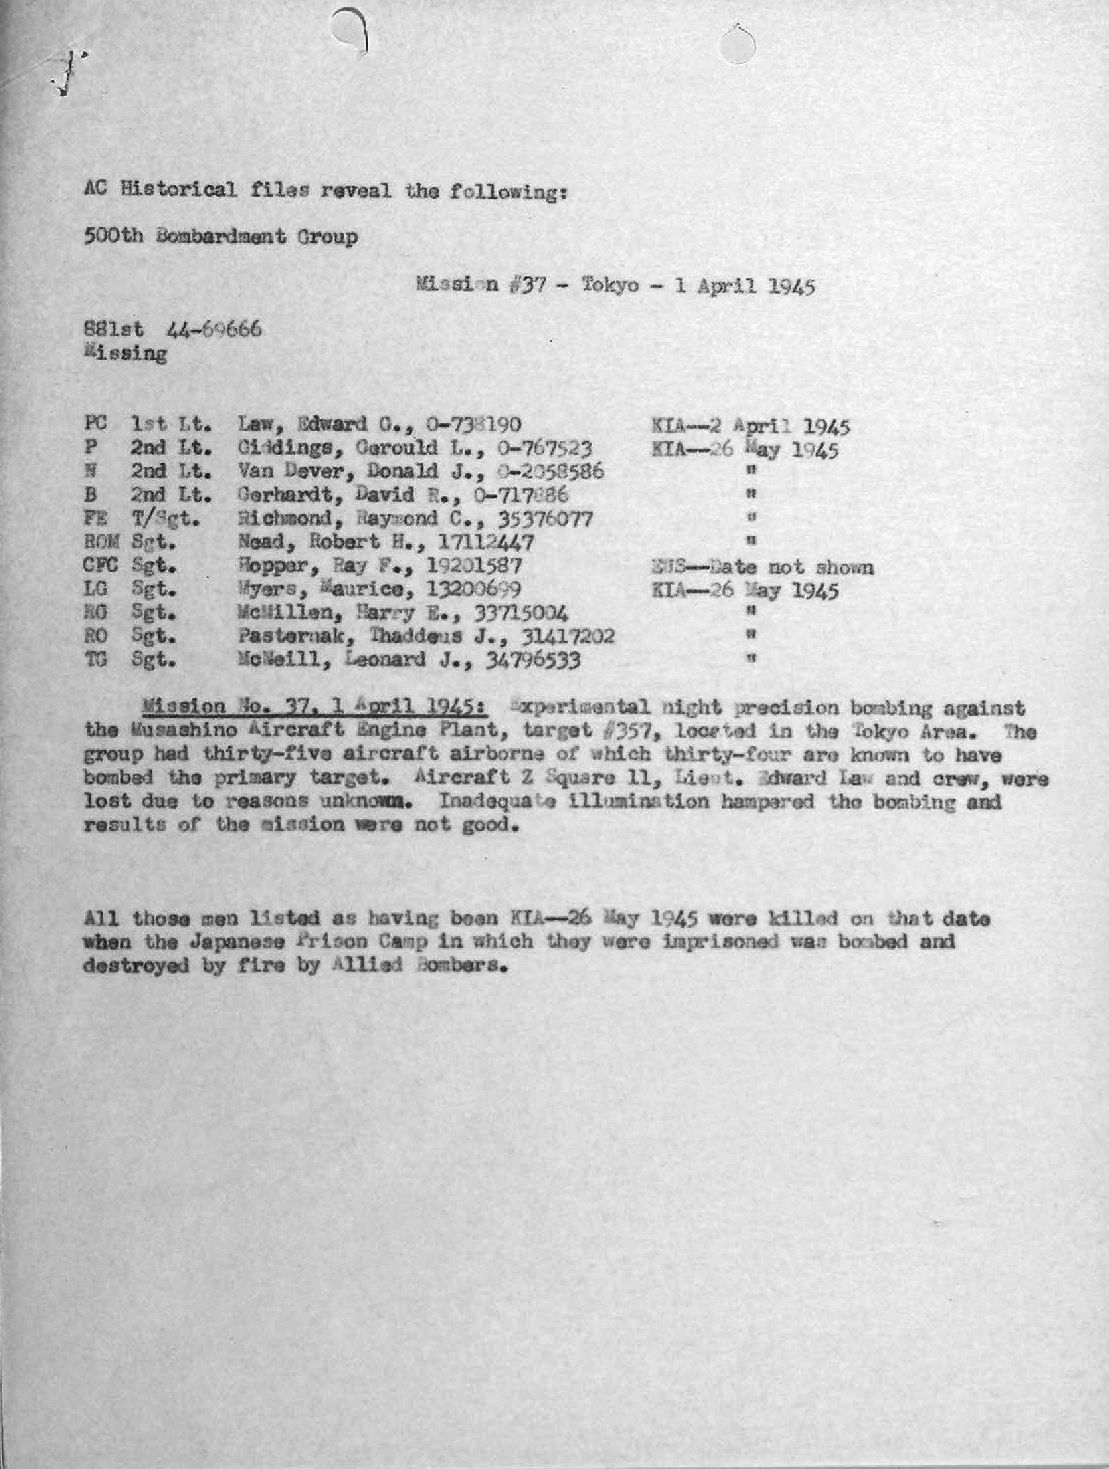 AC Historical files reveal the following:
500th Bombardment Group
Mission #37 - Tokyo - 1 April 1945
881st 44-69666
Missing
PC 1st Lt. Law, Edward G., O-738190 KIA--2 April 1945
P 2nd Lt. Giddings, Gerould L., O-767523 KIA--26 May 1945
N 2nd Lt. Van Dever, Donald J., O-2058586 "
B 2nd Lt. Gerhardt, David R., "
FE T/Sgt. Richmond, Raymond C., 35376077 "
ROM Sgt. Nead, Robert H., 17112447 "
CFC Sgt. Hopper, Ray F., 19201587 --Date not shown
LG Sgt. Myers, Maurice, 13200699 KIA--26 May 1945
RG Sgt. McMillen, Harry E., 33715004 "
RO Sgt. Pasternak, Thaddeus J., 31417202 "
TG Sgt. McNeill, Leonard J., 34796533 "
Mission No. 37, 1 April 1945: Experimental night precision bombing against
the Musashino Aircraft Engine Plant, target #357, located in the Tokyo Area. The
group had thirty-five aircraft airborne of which thirty-four are known to have
bombed the primary target. Aircraft Z Square 11, Lieut. Edward Law and crew, were
lost due to reasons unknown. Inadequate illumination hampered the bombing and
results of the mission were not good.
All those men listed as having been KIA--26 May 1945 were killed on that date
when the Japanese Prison Camp in which they were imprisoned was bombed and
destroyed by fire by Allied Bombers.